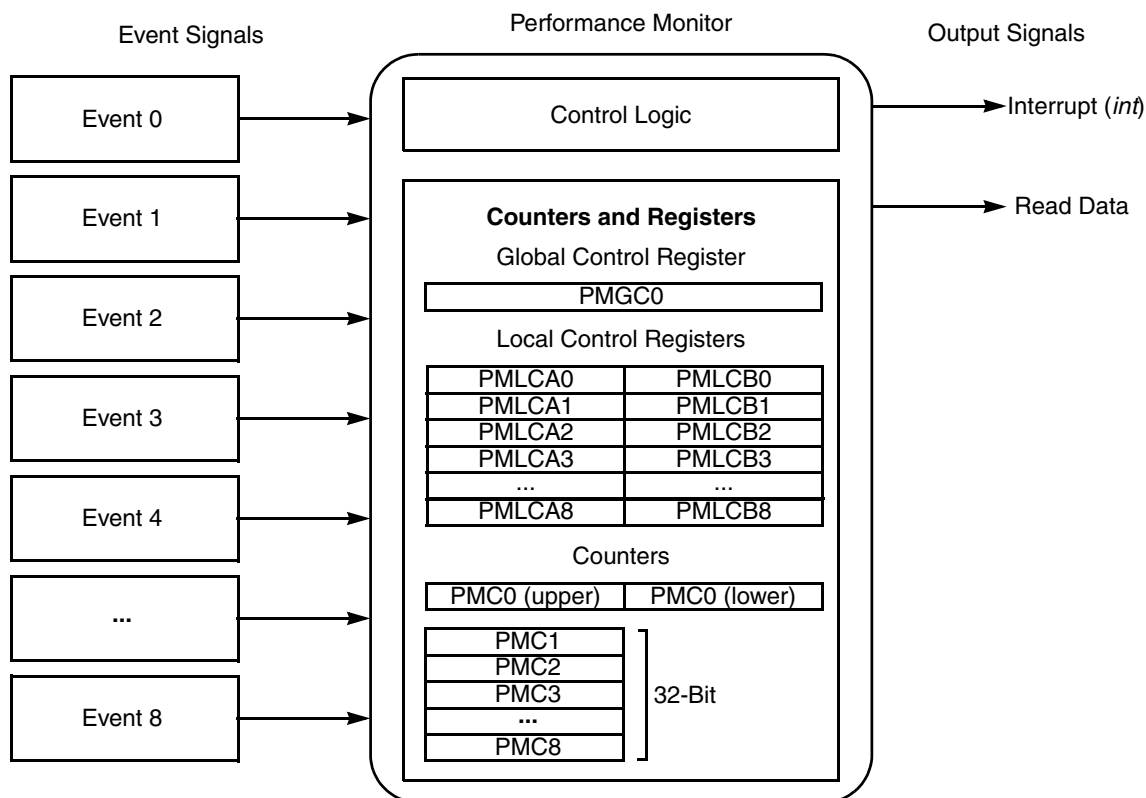 Event Signals
Performance Monitor
Output Signals
Event 0
Event 1
Event 2
Event 3
Event 4
...
Event 8
Control Logic
Counters and Registers
Global Control Register
PMGC0
Local Control Registers
PMLCA0 PMLCB0
PMLCA1 PMLCB1
PMLCA2 PMLCB2
PMLCA3 PMLCB3
... ...
PMLCA8 PMLCB8
Counters
PMC0 (upper) PMC0 (lower)
PMC1
PMC2
PMC3
...
PMC8
32-Bit
Interrupt (int)
Read Data